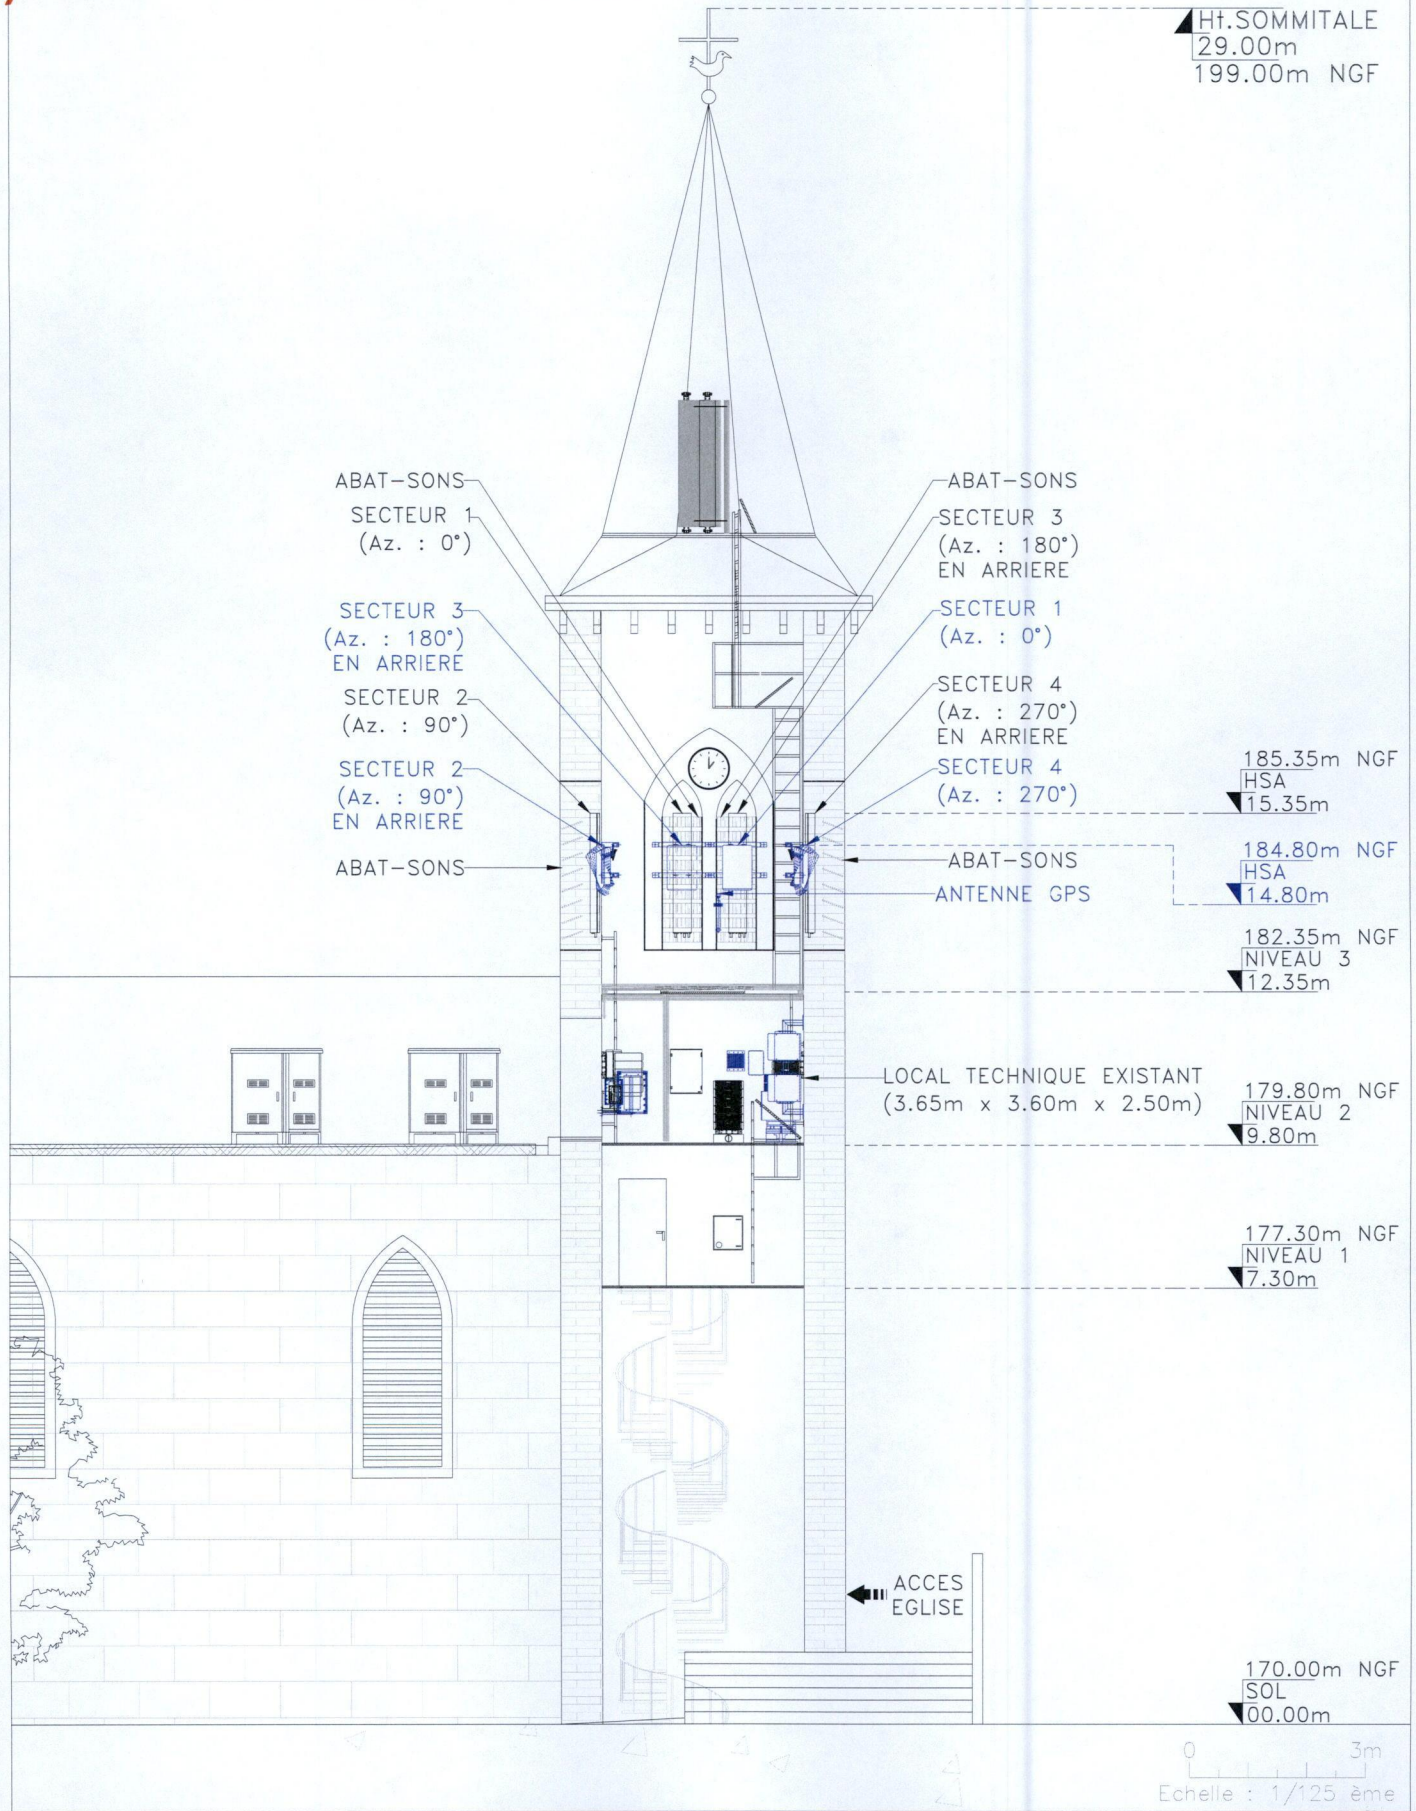 Ht.SOMMITALE
29.00m
199.00m NGF
ABAT-SONS
SECTEUR 1
(Az. : 0°)
SECTEUR 3
(Az. : 180°)
EN ARRIERE
SECTEUR 2
(Az. : 90°)
SECTEUR 2
(Az. : 90°)
EN ARRIERE
ABAT-SONS
ABAT-SONS
SECTEUR 3
(Az. : 180°)
EN ARRIERE
SECTEUR 1
(Az. : 0°)
SECTEUR 4
(Az. : 270°)
EN ARRIERE
SECTEUR 4
(Az. : 270°)
ABAT-SONS
ANTENNE GPS
185.35m NGF
HSA
15.35m
184.80m NGF
HSA
14.80m
182.35m NGF
NIVEAU 3
12.35m
LOCAL TECHNIQUE EXISTANT
(3.65m x 3.60m x 2.50m)
179.80m NGF
NIVEAU 2
9.80m
177.30m NGF
NIVEAU 1
7.30m
ACCES
EGLISE
170.00m NGF
SOL
00.00m
0 3m
Echelle : 1/125 ème